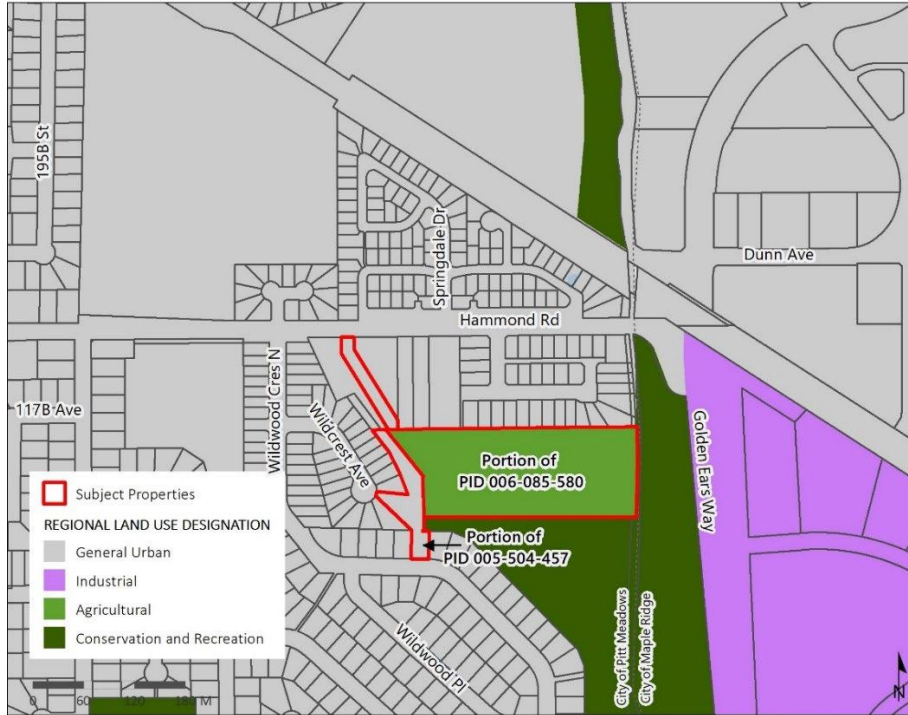 195B St
Springdale Dr
Dunn Ave
Hammond Rd
Wildwood Cres N
117B Ave
Wildcrest Ave
Golden Ears Way
Portion of
PID 006-085-580
Portion of
PID 005-504-457
Wildwood Pl
City of Pitt Meadows
City of Maple Ridge
Subject Properties
REGIONAL LAND USE DESIGNATION
General Urban
Industrial
Agricultural
Conservation and Recreation
0 60 120 180 M
N